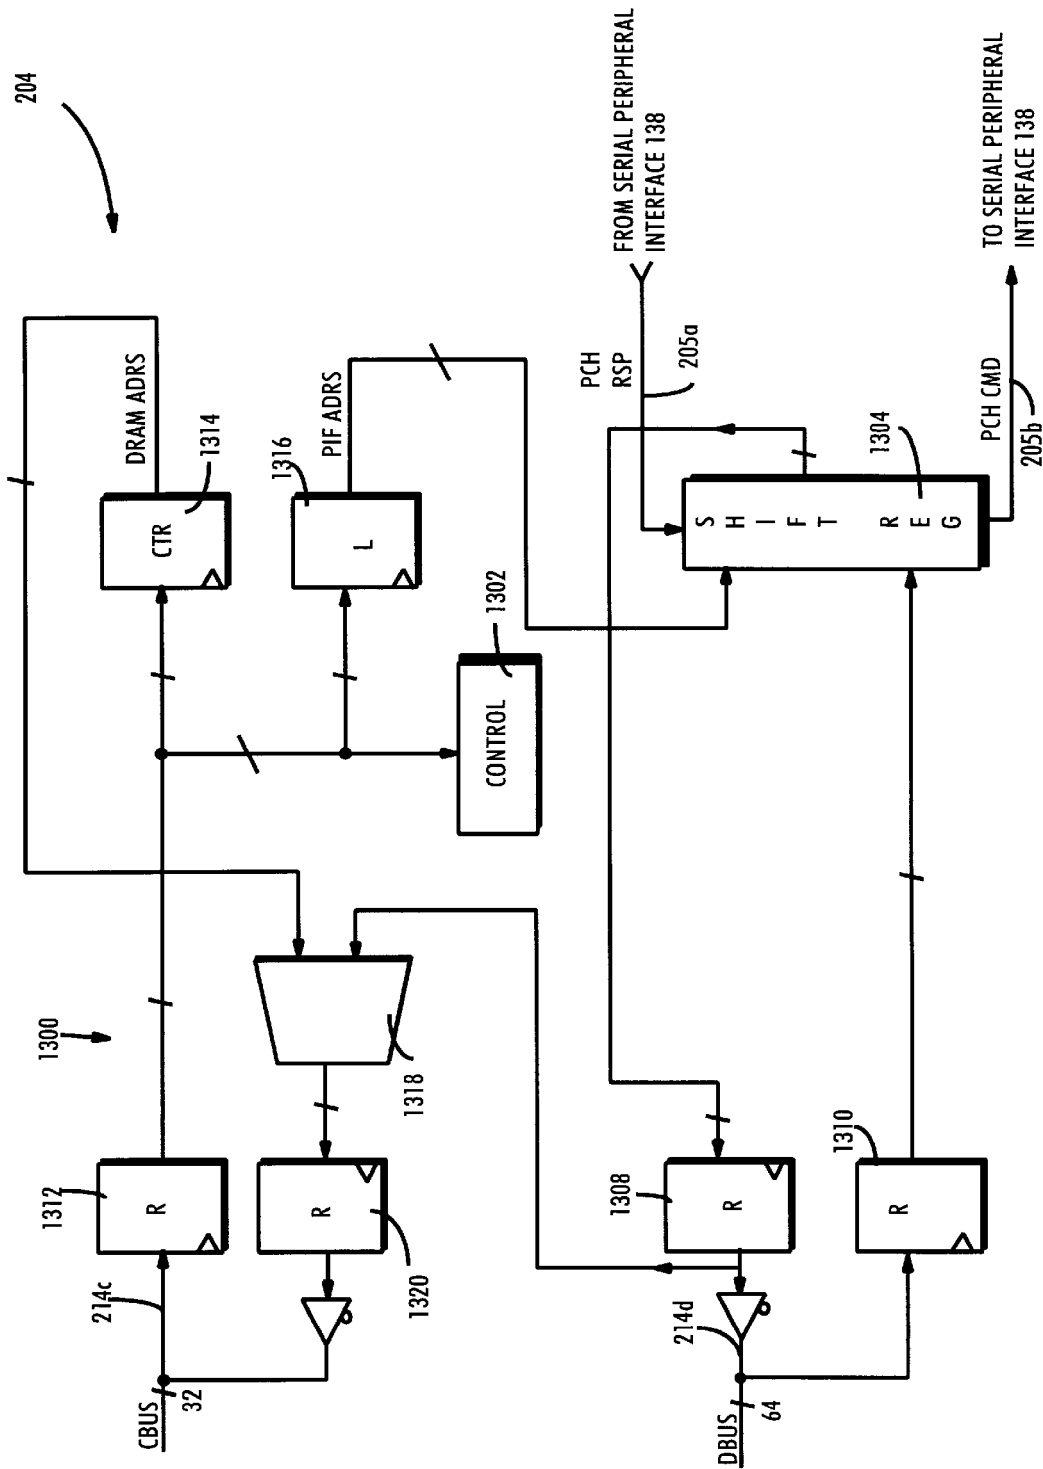 204
1300
CBUS
32
214c
R
1312
CTR
1314
DRAM ADRS
R
1320
1318
L
1316
PIF ADRS
CONTROL
1302
FROM SERIAL PERIPHERAL
INTERFACE 138
PCH
RSP
205a
DBUS
64
214d
R
1308
R
1310
SHIFT REG
1304
PCH CMD
205b
TO SERIAL PERIPHERAL
INTERFACE 138